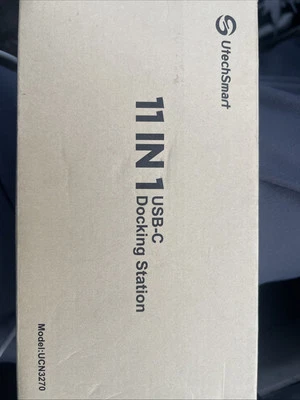 UtechSmart
11 IN 1
USB-C
Docking Station
Model:UCN3270